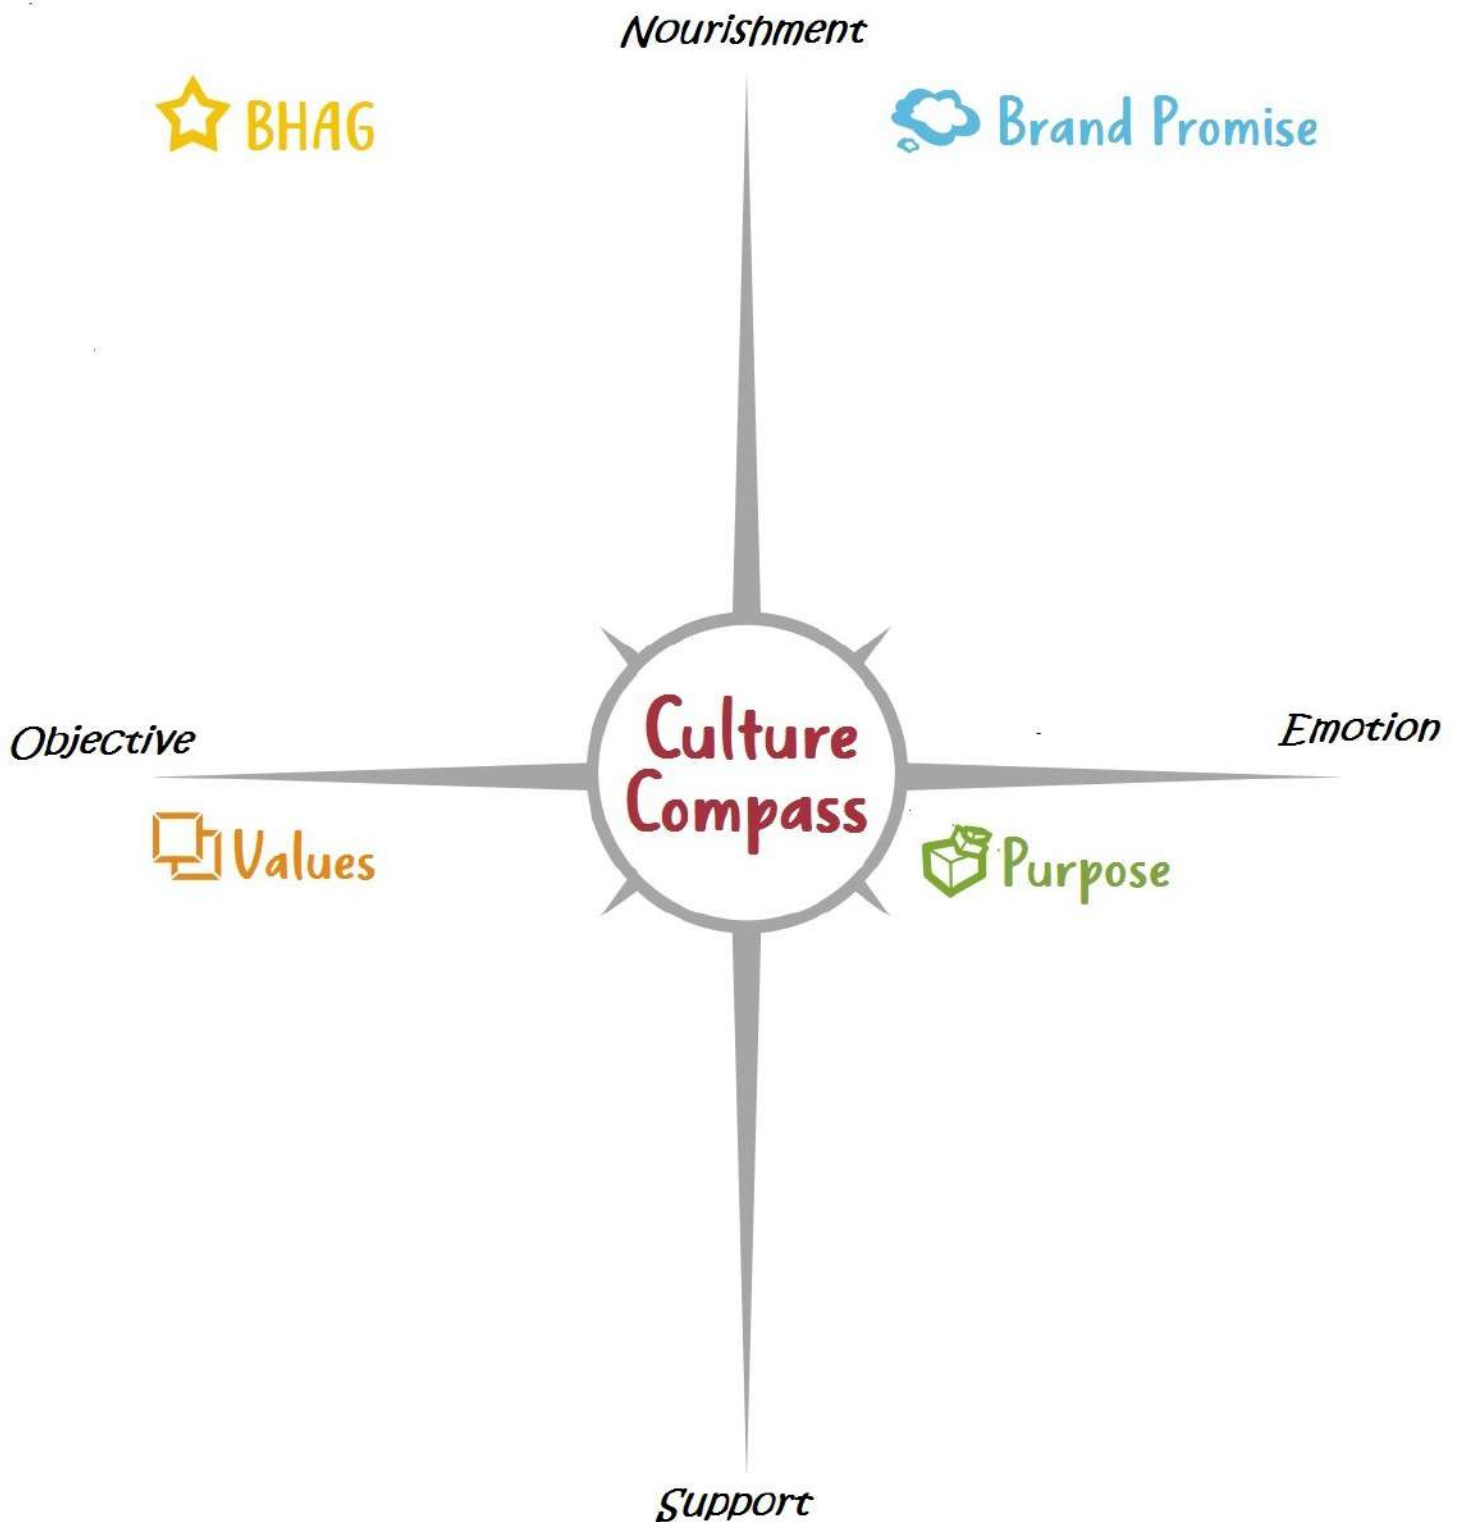 Nourishment
BHAG
Brand Promise
Culture
Compass
Objective
Emotion
Values
Purpose
Support